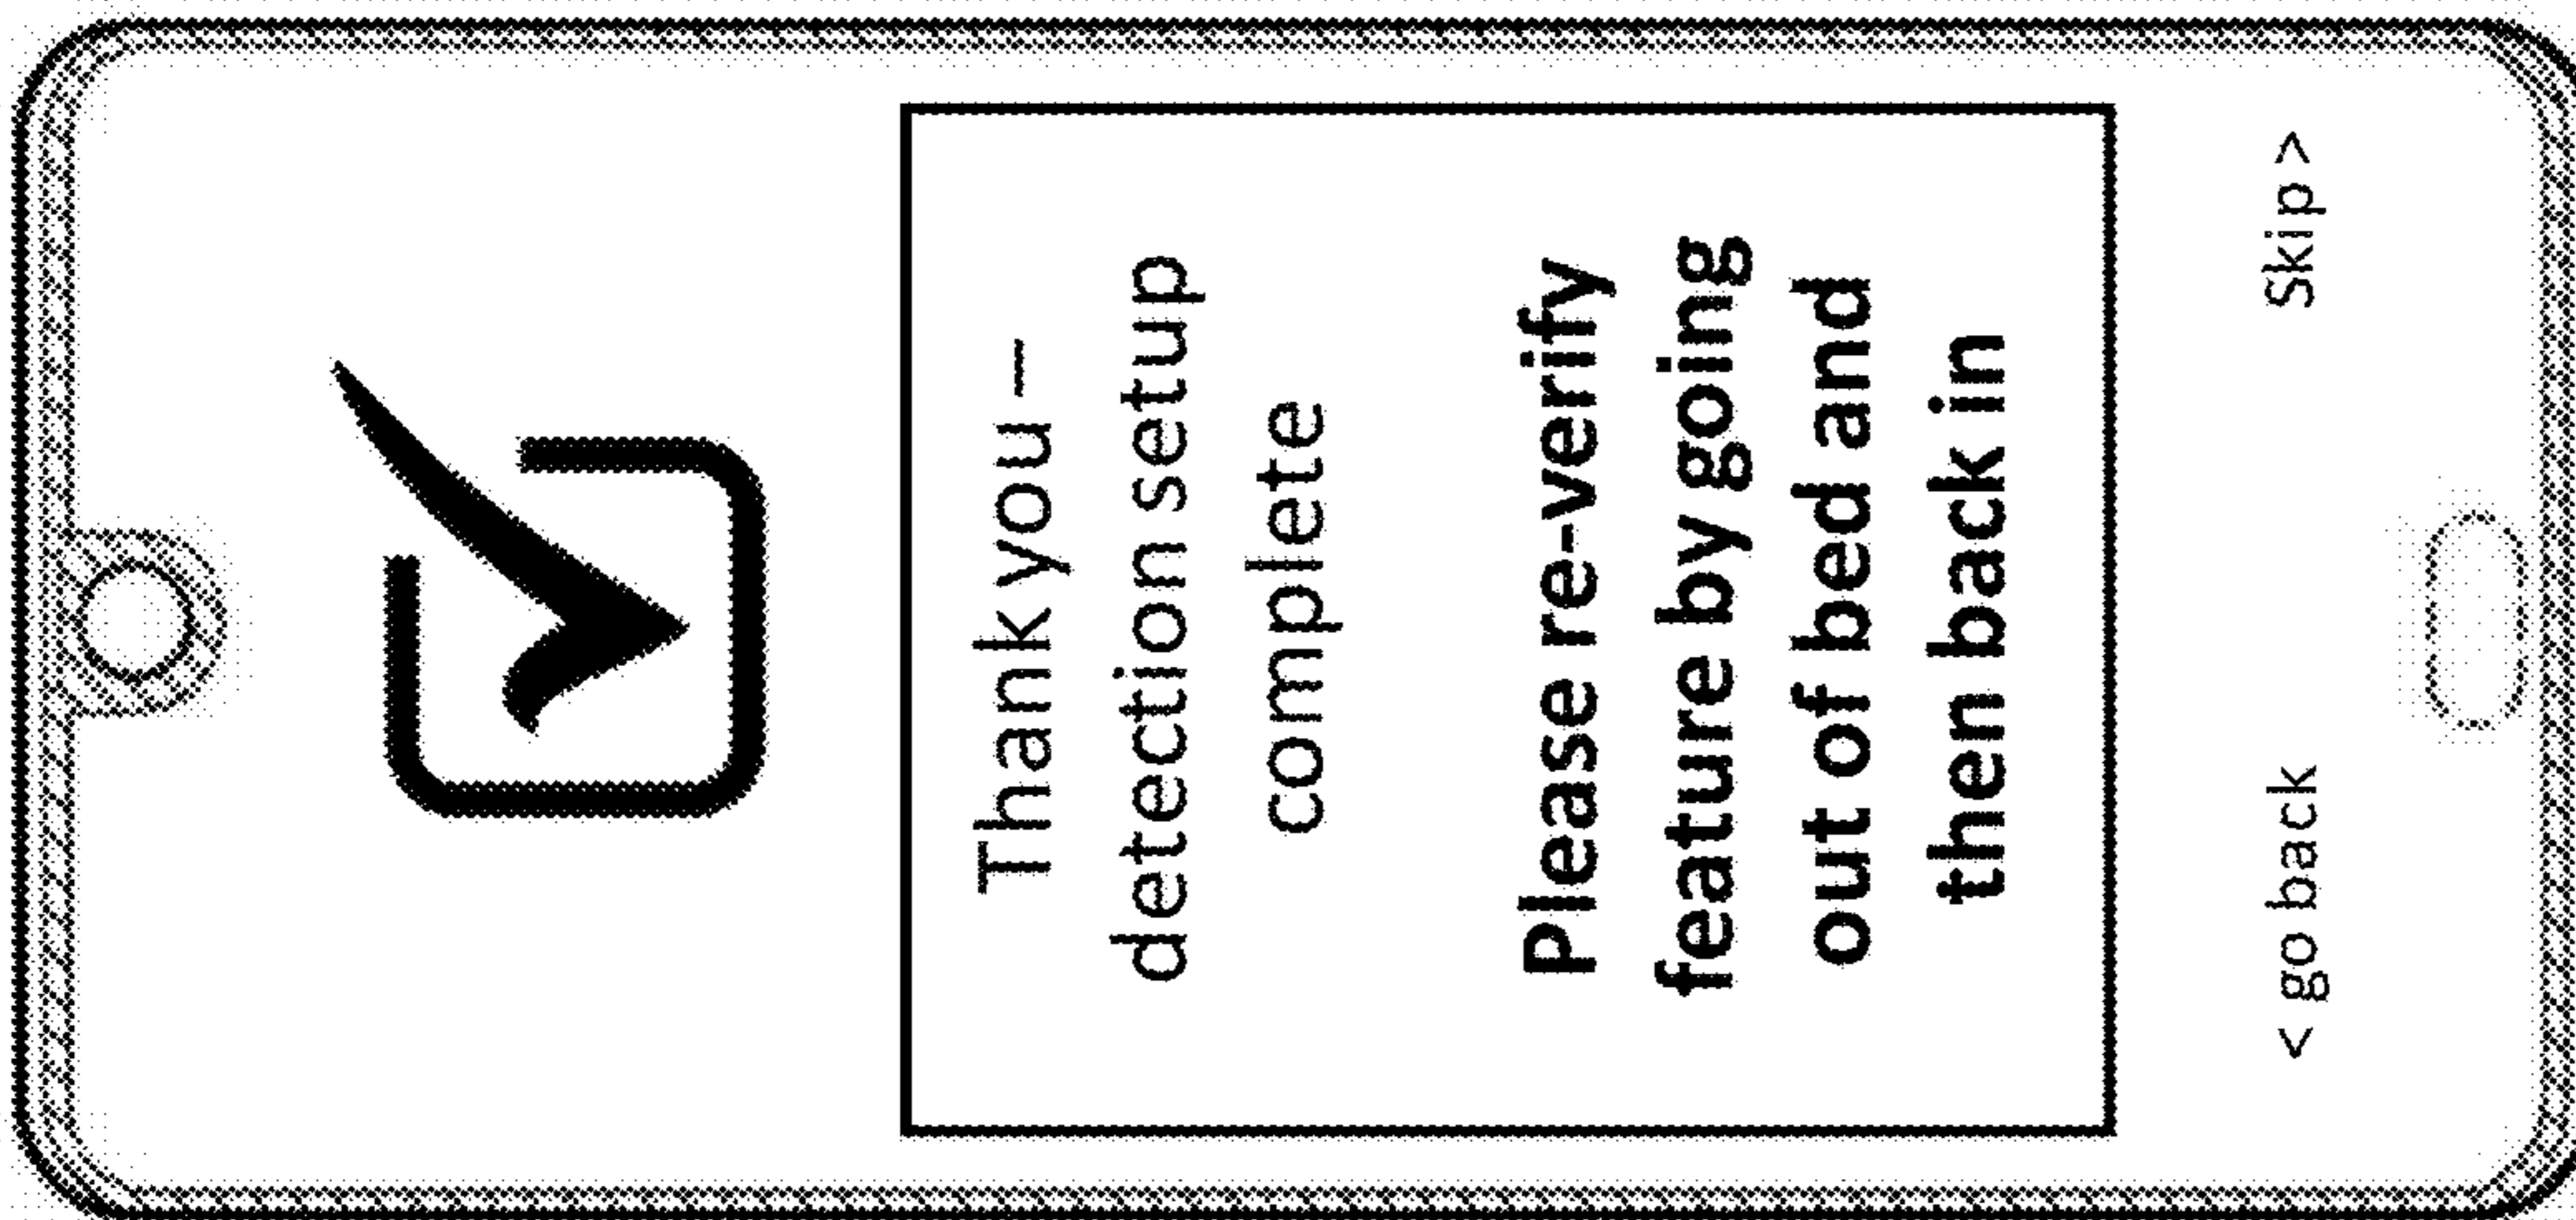 Thank you –
detection setup
complete
Please re-verify
feature by going
out of bed and
then back in
< go back
Skip >